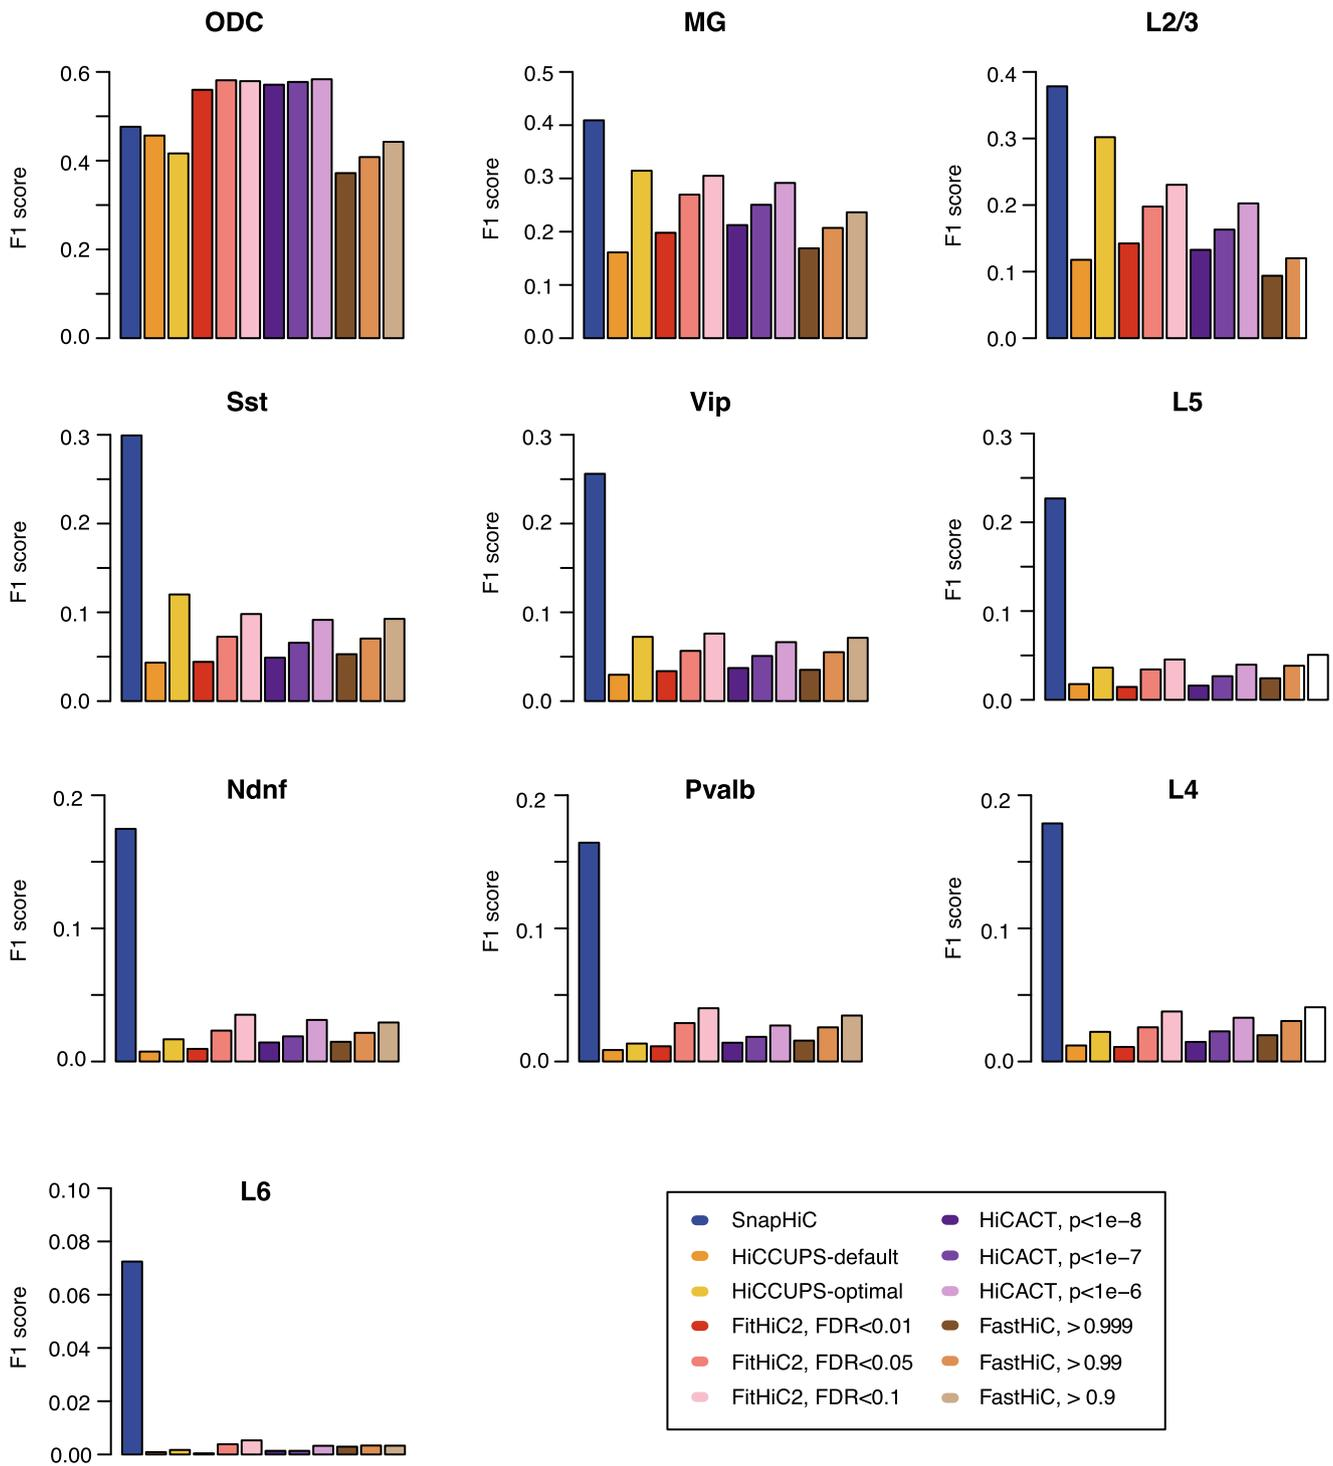 ODC
MG
L2/3
F1 score
0.6
0.4
0.2
0.0
F1 score
0.5
0.4
0.3
0.2
0.1
0.0
F1 score
0.4
0.3
0.2
0.1
0.0
Sst
Vip
L5
F1 score
0.3
0.2
0.1
0.0
F1 score
0.3
0.2
0.1
0.0
F1 score
0.3
0.2
0.1
0.0
Ndnf
Pvalb
L4
F1 score
0.2
0.1
0.0
F1 score
0.2
0.1
0.0
F1 score
0.2
0.1
0.0
L6
F1 score
0.10
0.08
0.06
0.04
0.02
0.00
SnapHiC
HiCCUPS-default
HiCCUPS-optimal
FitHiC2, FDR<0.01
FitHiC2, FDR<0.05
FitHiC2, FDR<0.1
HiCACT, p<1e−8
HiCACT, p<1e−7
HiCACT, p<1e−6
FastHiC, >0.999
FastHiC, >0.99
FastHiC, > 0.9